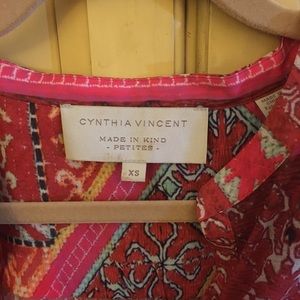 CYNTHIA VINCENT
MADE IN KIND
- PETITES -
XS